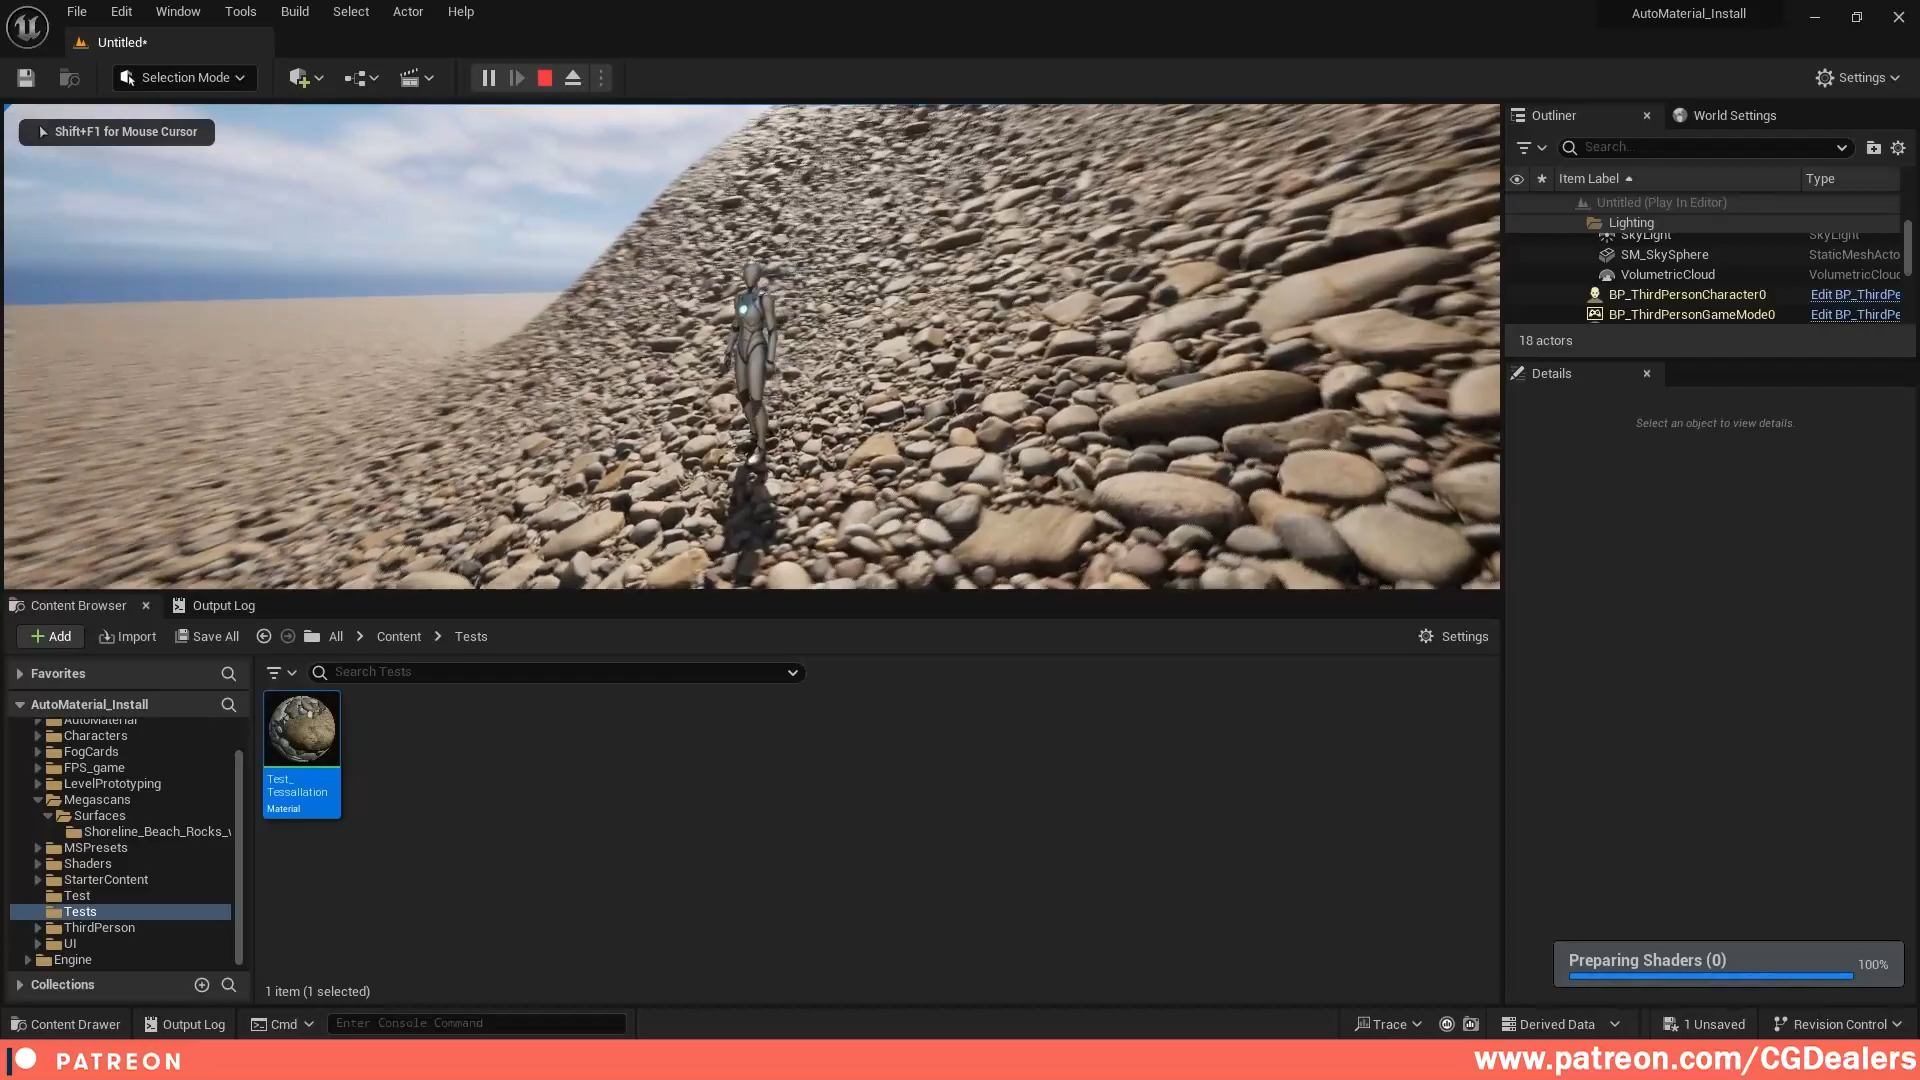 File Edit Window Tools Build Select Actor Help
AutoMaterial_Install
Untitled*
Selection Mode
Settings
Shift+F1 for Mouse Cursor
Outliner
World Settings
Search...
Item Label
Type
Untitled (Play In Editor)
Lighting
SkyLight SkyLight
SM_SkySphere StaticMeshActo
VolumetricCloud VolumetricCloud
BP_ThirdPersonCharacter0 Edit BP_ThirdPe
BP_ThirdPersonGameMode0 Edit BP_ThirdPe
18 actors
Details
Select an object to view details.
Content Browser
Output Log
Add Import Save All All Content Tests
Settings
Favorites
Search Tests
AutoMaterial_Install
AutoMaterial
Characters
FogCards
FPS_game
LevelPrototyping
Megascans
Surfaces
Shoreline_Beach_Rocks_w
MSPresets
Shaders
StarterContent
Test
Tests
ThirdPerson
UI
Engine
Collections
Test_
Tessallation
Material
1 item (1 selected)
Preparing Shaders (0) 100%
Content Drawer Output Log Cmd Enter Console Command
Trace Derived Data 1 Unsaved Revision Control
PATREON
www.patreon.com/CGDealers